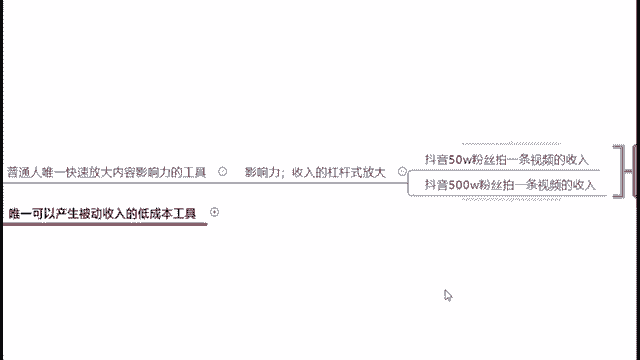 普通人唯一快速放大内容影响力的工具
影响力；收入的杠杆式放大
抖音50w粉丝拍一条视频的收入
抖音500w粉丝拍一条视频的收入
唯一可以产生被动收入的低成本工具